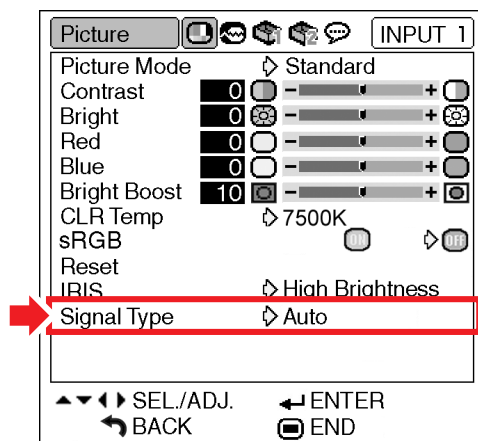 Picture INPUT 1
Picture Mode Standard
Contrast 0 - +
Bright 0 - +
Red 0 - +
Blue 0 - +
Bright Boost 10 - +
CLR Temp 7500K
sRGB ON OFF
Reset
IRIS High Brightness
Signal Type Auto
SEL./ADJ. ENTER
BACK END